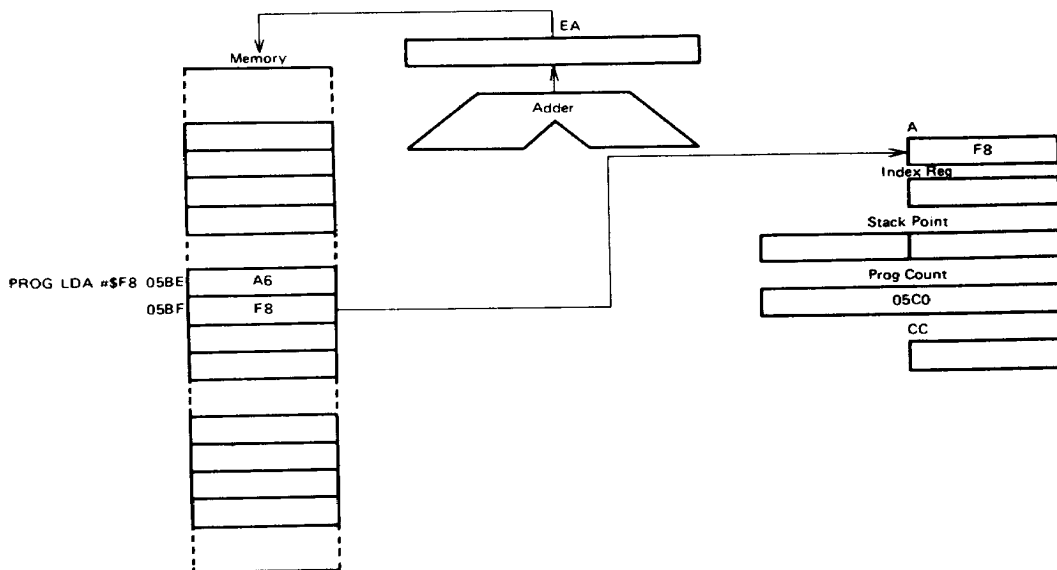 EA
Memory
Adder
A
F8
Index Reg
Stack Point
PROG LDA #$F8 05BE A6
Prog Count
05BF F8
05C0
CC